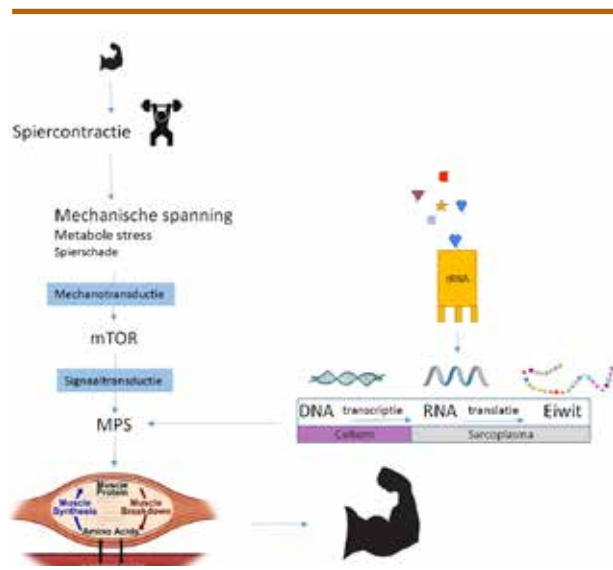 Spiercontractie
Mechanische spanning
Metabole stress
Spierschade
Mechanotransductie
mTOR
Signaaltransductie
MPS
Muscle
Protein
Muscle
Synthesis
Muscle
Breakdown
Amino Acids
tRNA
DNA transcriptie RNA translatie Eiwit
Celkern Sarcoplasma